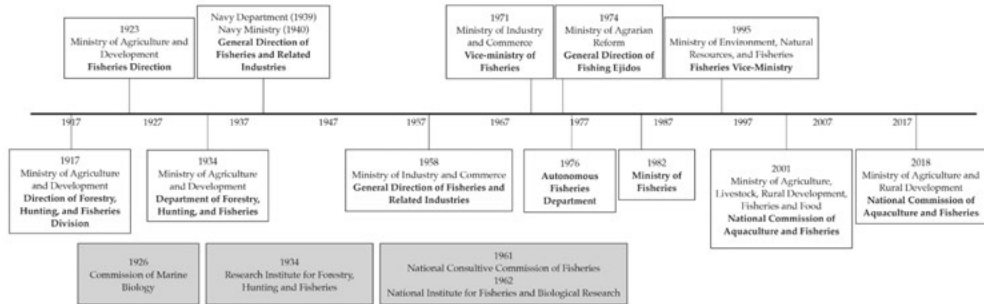 1923
Ministry of Agriculture and
Development
Fisheries Direction
Navy Department (1939)
Navy Ministry (1940)
General Direction of
Fisheries and Related
Industries
1971
Ministry of Industry
and Commerce
Vice-ministry of
Fisheries
1974
Ministry of Agrarian
Reform
General Direction of
Fishing Ejidos
1995
Ministry of Environment, Natural
Resources, and Fisheries
Fisheries Vice-Ministry
1917
1927
1937
1947
1957
1967
1977
1987
1997
2007
2017
1917
Ministry of Agriculture
and Development
Direction of Forestry,
Hunting, and Fisheries
Division
1934
Ministry of Agriculture
and Development
Department of Forestry,
Hunting, and Fisheries
1958
Ministry of Industry and Commerce
General Direction of Fisheries and
Related Industries
1976
Autonomous
Fisheries
Department
1982
Ministry of
Fisheries
2001
Ministry of Agriculture,
Livestock, Rural Development,
Fisheries and Food
National Commission of
Aquaculture and Fisheries
2018
Ministry of Agriculture and
Rural Development
National Commission of
Aquaculture and Fisheries
1926
Commission of Marine
Biology
1934
Research Institute for Forestry,
Hunting and Fisheries
1961
National Consultive Commission of Fisheries
1962
National Institute for Fisheries and Biological Research